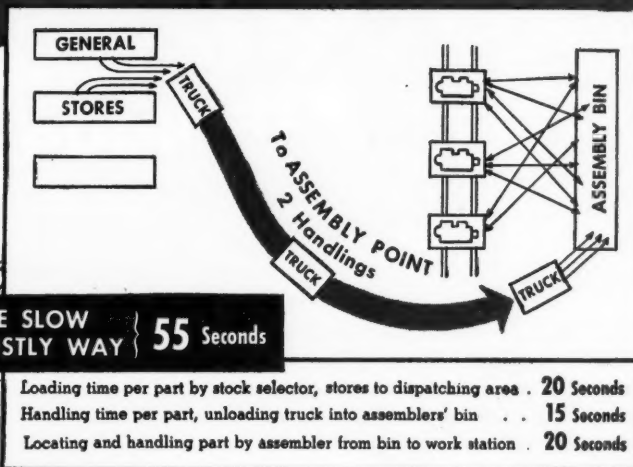 GENERAL
STORES
TRUCK
To ASSEMBLY POINT
2 Handlings
TRUCK
TRUCK
ASSEMBLY BIN
E SLOW
STLY WAY } 55 Seconds
Loading time per part by stock selector, stores to dispatching area . 20 Seconds
Handling time per part, unloading truck into assemblers' bin . . 15 Seconds
Locating and handling part by assembler from bin to work station . 20 Seconds